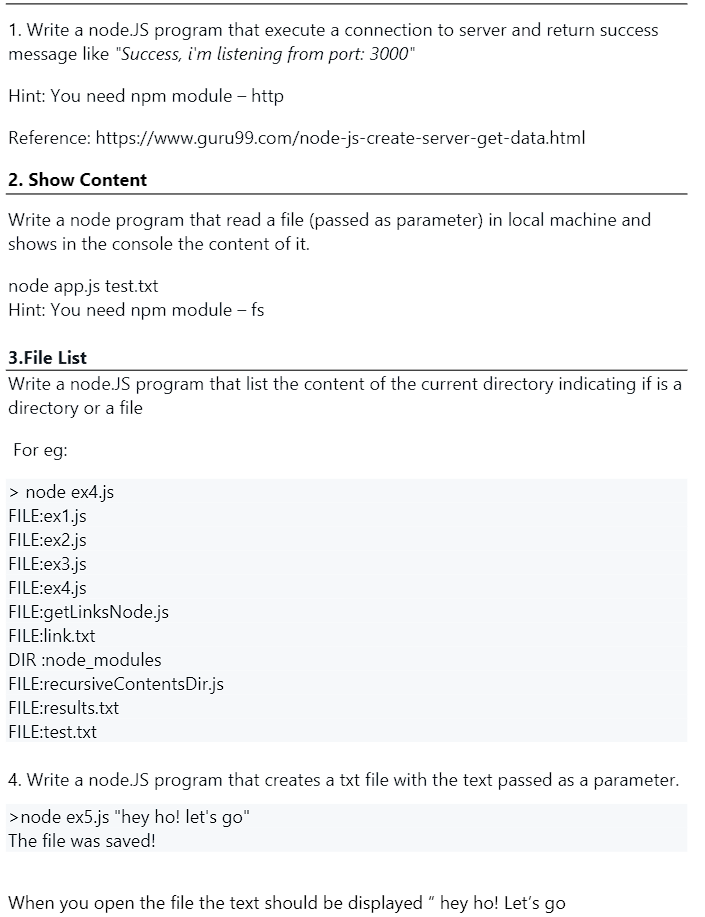 1. Write a node.JS program that execute a connection to server and return success
message like "Success, i'm listening from port: 3000"
Hint: You need npm module – http
Reference: https://www.guru99.com/node-js-create-server-get-data.html
2. Show Content
Write a node program that read a file (passed as parameter) in local machine and
shows in the console the content of it.
node app.js test.txt
Hint: You need npm module – fs
3.File List
Write a node.JS program that list the content of the current directory indicating if is a
directory or a file
For eg:
> node ex4.js
FILE:ex1.js
FILE:ex2.js
FILE:ex3.js
FILE:ex4.js
FILE:getLinksNode.js
FILE:link.txt
DIR :node_modules
FILE:recursiveContentsDir.js
FILE:results.txt
FILE:test.txt
4. Write a node.JS program that creates a txt file with the text passed as a parameter.
>node ex5.js "hey ho! let's go"
The file was saved!
When you open the file the text should be displayed “ hey ho! Let’s go